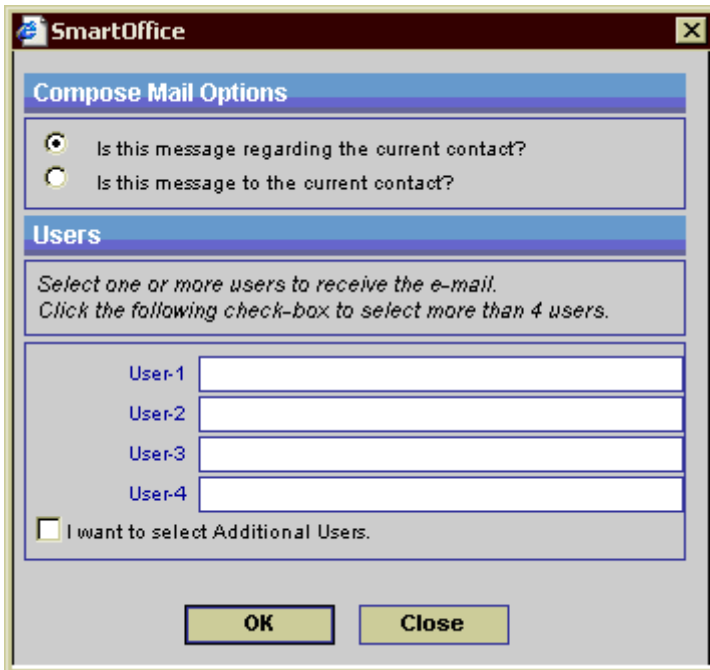 SmartOffice
Compose Mail Options
Is this message regarding the current contact?
Is this message to the current contact?
Users
Select one or more users to receive the e-mail.
Click the following check-box to select more than 4 users.
User-1
User-2
User-3
User-4
I want to select Additional Users.
OK Close